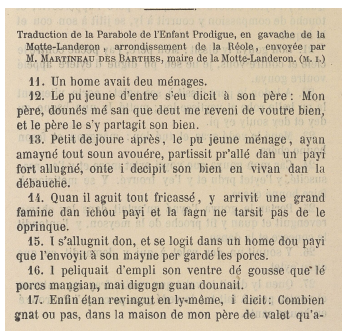 Traduction de la Parabole de l'Enfant Prodigue, en gavache de la
Motte-Landeron, arrondissement de la Réole, envoyée par
M. MARTINEAU DES BARTHES, maire de la Motte-Landeron. (M. 1.)
11. Un home avait deu ménages.
12. Le pu jeune d'entre s'eu dicit à son père : Mon
père, dounés mé san que deut me reveni de voutre bien,
et le père le s'y partagit son bien.
13. Petit de joure après, le pu jeune ménage, ayan
amayné tout soun avouére, partissit pr'allé dan un payi
fort allugné, onte i decipit son bien en vivan dan la
débauche.
14. Quan il agut tout fricassé, y arrivit une grand
famine dan ichou payi et la fagn ne tarsit pas de le
oprinque.
15. I s'allugnit don, et se logit dans in home dou payi
que l'envoyit à son mayne per gardé les porcs.
16. I peliquait d'empli son ventre dé gousse que lé
porcs mangian, mai digugn guan dounait.
17. Enfin étan revingut en ly-même, i dicit: Combien
gnat ou pas, dans la maison de mon père de valet qu'a-